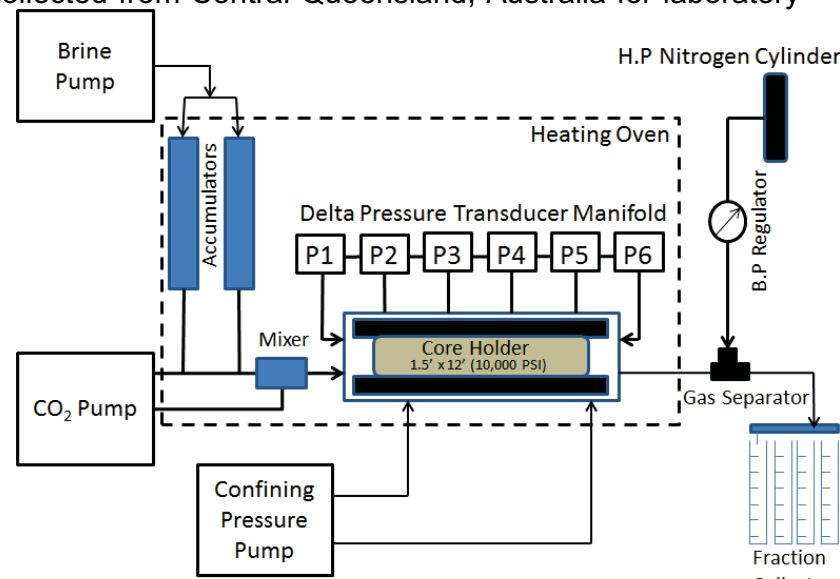 collected from Central Queensland, Australia for laboratory
Brine
Pump
H.P Nitrogen Cylinder
Heating Oven
Accumulators
Delta Pressure Transducer Manifold
P1 P2 P3 P4 P5 P6
B.P Regulator
Mixer
Core Holder
1.5' x 12' (10,000 PSI)
CO₂ Pump
Gas Separator
Confining
Pressure
Pump
Fraction